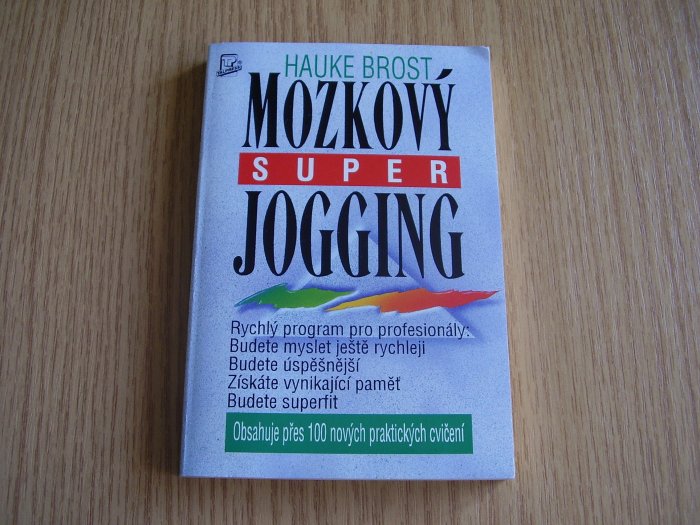 HAUKE BROST
MOZKOVÝ
SUPER
JOGGING
Rychlý program pro profesionály:
Budete myslet ještě rychleji
Budete úspěšnější
Získáte vynikající paměť
Budete superfit
Obsahuje přes 100 nových praktických cvičení